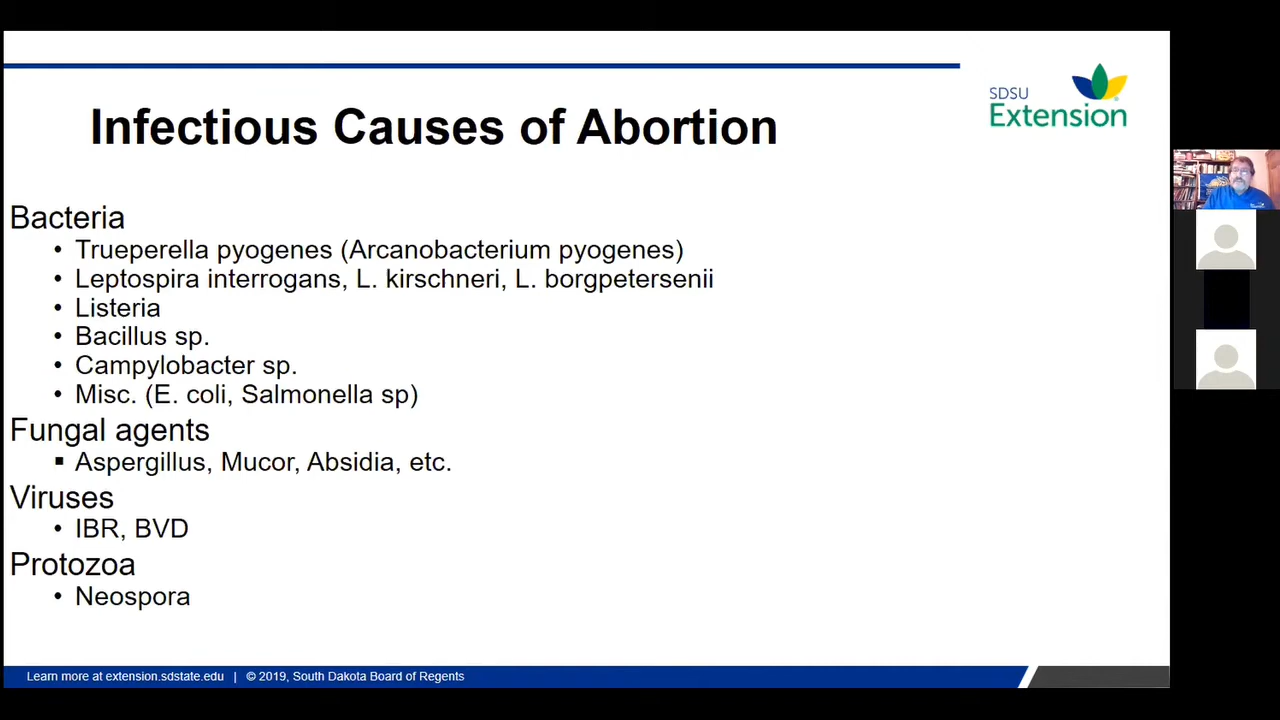 SDSU
Extension
Infectious Causes of Abortion
Bacteria
• Trueperella pyogenes (Arcanobacterium pyogenes)
• Leptospira interrogans, L. kirschneri, L. borgpetersenii
• Listeria
• Bacillus sp.
• Campylobacter sp.
• Misc. (E. coli, Salmonella sp)
Fungal agents
▪ Aspergillus, Mucor, Absidia, etc.
Viruses
• IBR, BVD
Protozoa
• Neospora
Learn more at extension.sdstate.edu | © 2019, South Dakota Board of Regents